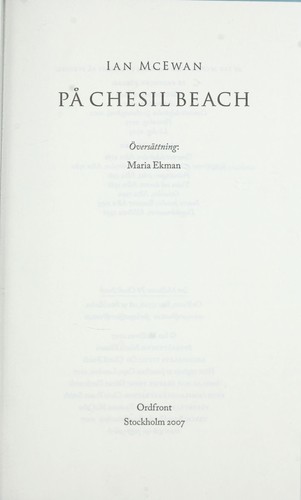 IAN MCEWAN
PÅ CHESIL BEACH
Översättning:
Maria Ekman
Ordfront
Stockholm 2007